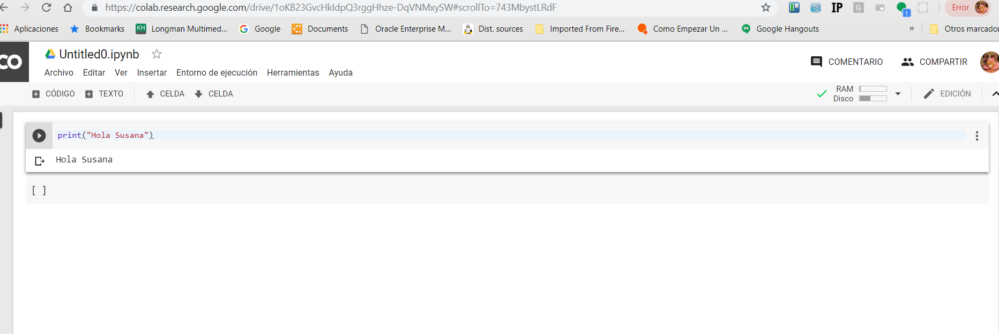 https://colab.research.google.com/drive/1oKB23GvcHkIdpQ3rggHhze-DqVNMxySW#scrollTo=743MbystLRdF IP G 1 Error
Aplicaciones Bookmarks KH Longman Multimed... G Google Documents Oracle Enterprise M... Dist. sources Imported From Fire... Como Empezar Un ... Google Hangouts » Otros marcador
CO Untitled0.ipynb COMENTARIO COMPARTIR
Archivo Editar Ver Insertar Entorno de ejecución Herramientas Ayuda
CÓDIGO TEXTO CELDA CELDA RAM EDICIÓN
Disco
print("Hola Susana")
Hola Susana
[ ]